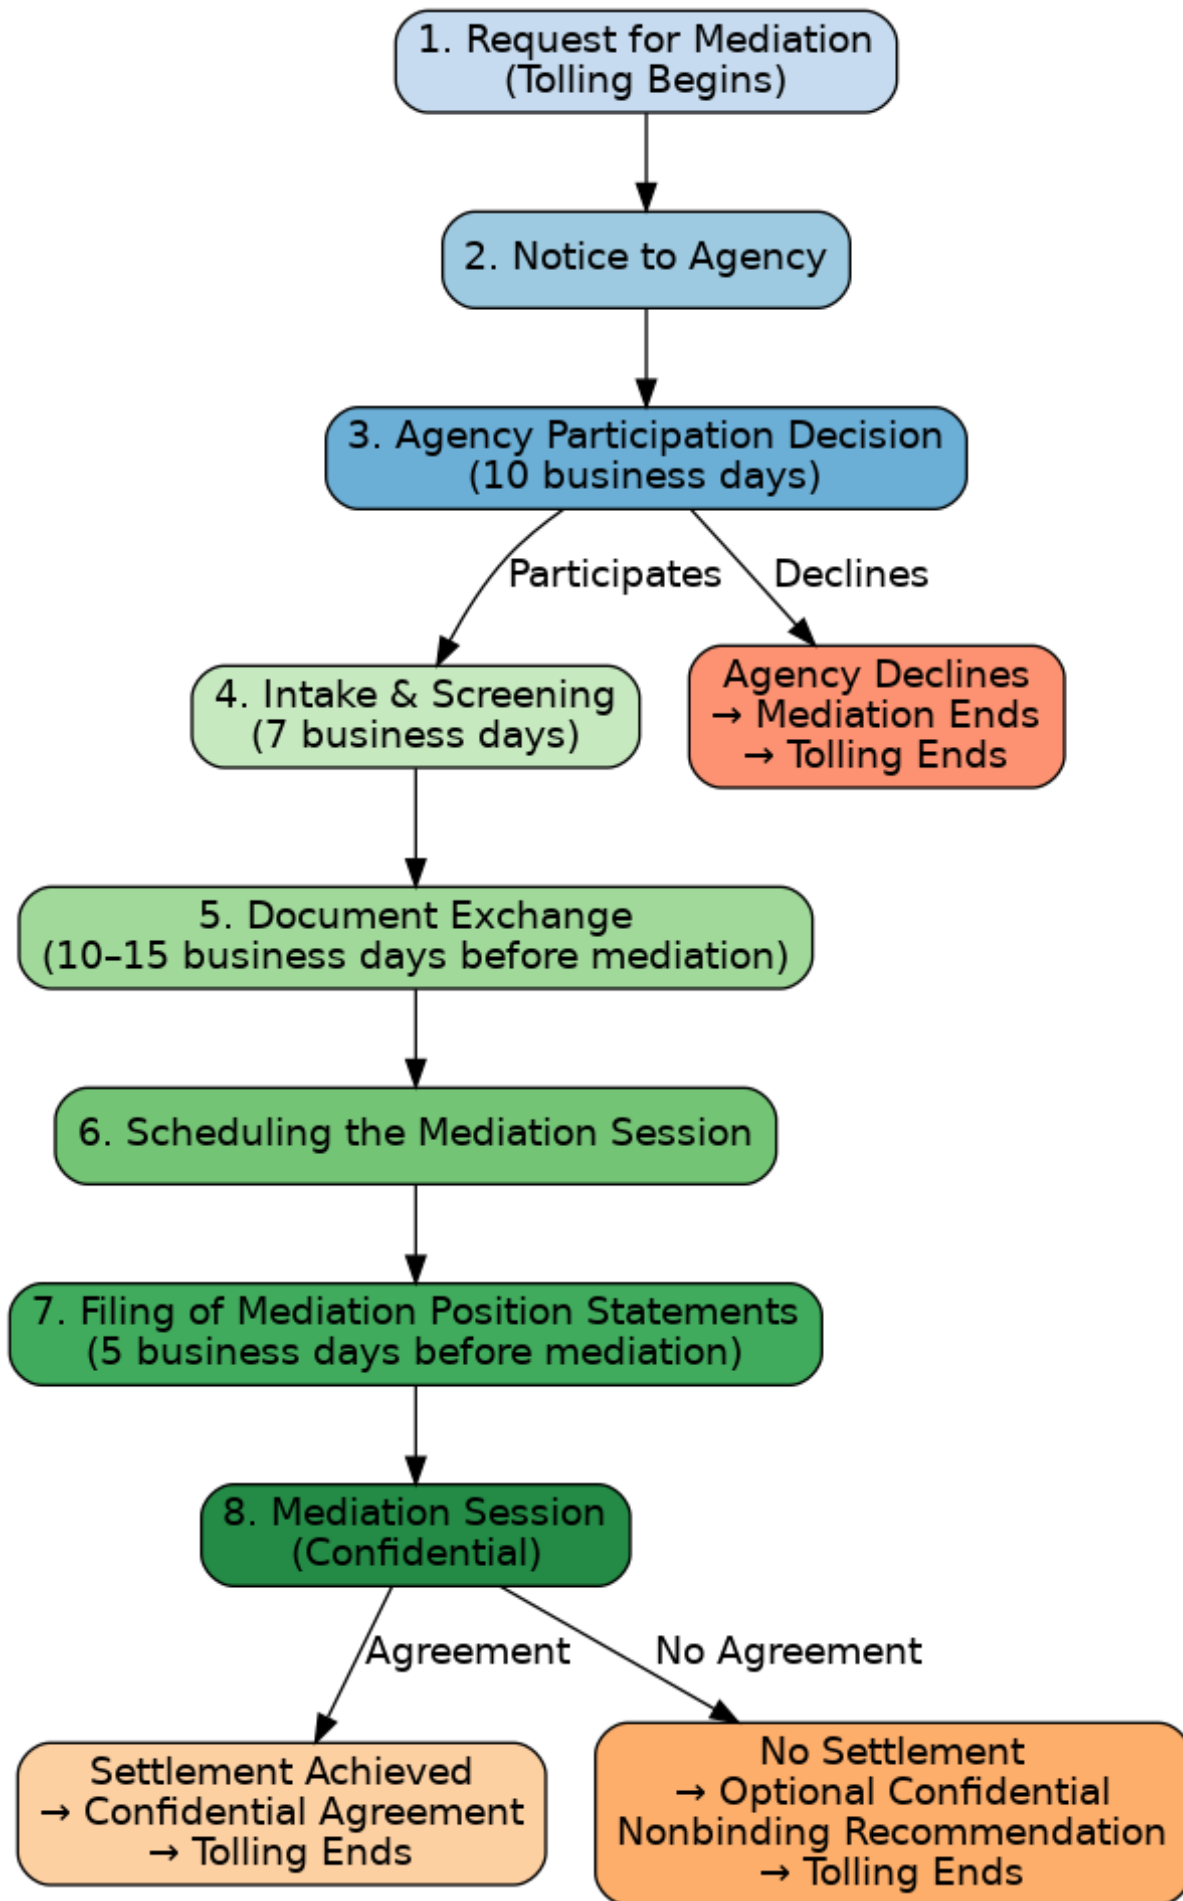 1. Request for Mediation
(Tolling Begins)
2. Notice to Agency
3. Agency Participation Decision
(10 business days)
Participates
Declines
4. Intake & Screening
(7 business days)
Agency Declines
→ Mediation Ends
→ Tolling Ends
5. Document Exchange
(10–15 business days before mediation)
6. Scheduling the Mediation Session
7. Filing of Mediation Position Statements
(5 business days before mediation)
8. Mediation Session
(Confidential)
Agreement
No Agreement
Settlement Achieved
→ Confidential Agreement
→ Tolling Ends
No Settlement
→ Optional Confidential
Nonbinding Recommendation
→ Tolling Ends